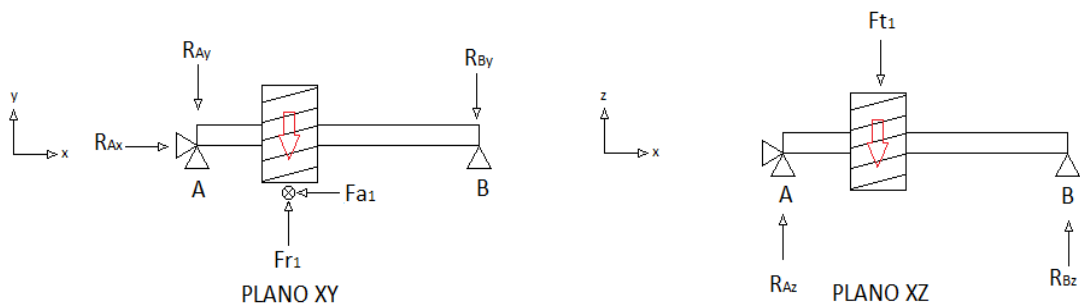 RAy
RBy
y
x
RAx
A
B
Fa1
Fr1
PLANO XY
Ft1
z
x
A
B
RAz
PLANO XZ
RBz